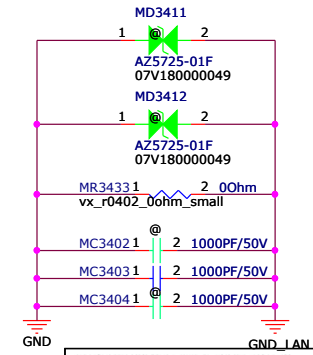 MD3411
1 @ 2
AZ5725-01F
07V180000049
MD3412
1 @ 2
AZ5725-01F
07V180000049
MR3433 1 2 0Ohm
vx_r0402_0ohm_small
@
MC3402 1 2 1000PF/50V
MC3403 1 2 1000PF/50V
@
MC3404 1 2 1000PF/50V
GND
GND_LAN